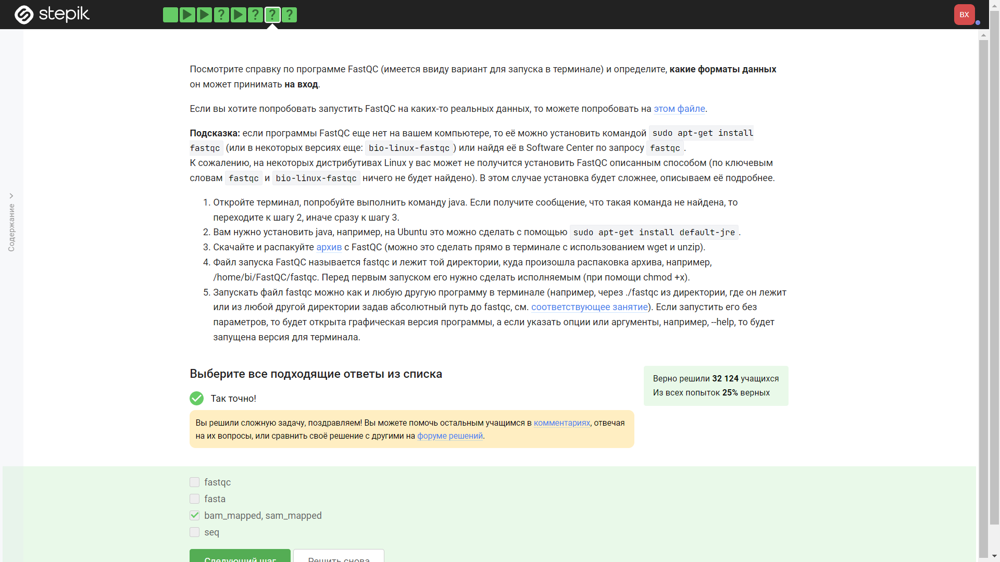 stepik
? ? ? ?
ВХ
Содержание
Посмотрите справку по программе FastQC (имеется ввиду вариант для запуска в терминале) и определите, какие форматы данных
он может принимать на вход.
Если вы хотите попробовать запустить FastQC на каких-то реальных данных, то можете попробовать на этом файле.
Подсказка: если программы FastQC еще нет на вашем компьютере, то её можно установить командой sudo apt-get install
fastqc (или в некоторых версиях еще: bio-linux-fastqc ) или найдя её в Software Center по запросу fastqc .
К сожалению, на некоторых дистрибутивах Linux у вас может не получится установить FastQC описанным способом (по ключевым
словам fastqc и bio-linux-fastqc ничего не будет найдено). В этом случае установка будет сложнее, описываем её подробнее.
1. Откройте терминал, попробуйте выполнить команду java. Если получите сообщение, что такая команда не найдена, то
переходите к шагу 2, иначе сразу к шагу 3.
2. Вам нужно установить java, например, на Ubuntu это можно сделать с помощью sudo apt-get install default-jre .
3. Скачайте и распакуйте архив с FastQC (можно это сделать прямо в терминале с использованием wget и unzip).
4. Файл запуска FastQC называется fastqc и лежит той директории, куда произошла распаковка архива, например,
/home/bi/FastQC/fastqc. Перед первым запуском его нужно сделать исполняемым (при помощи chmod +x).
5. Запускать файл fastqc можно как и любую другую программу в терминале (например, через ./fastqc из директории, где он лежит
или из любой другой директории задав абсолютный путь до fastqc, см. соответствующее занятие). Если запустить его без
параметров, то будет открыта графическая версия программы, а если указать опции или аргументы, например, --help, то будет
запущена версия для терминала.
Выберите все подходящие ответы из списка
Верно решили 32 124 учащихся
Из всех попыток 25% верных
Так точно!
Вы решили сложную задачу, поздравляем! Вы можете помочь остальным учащимся в комментариях, отвечая
на их вопросы, или сравнить своё решение с другими на форуме решений.
fastqc
fasta
bam_mapped, sam_mapped
seq
Следующий шаг
Решить снова